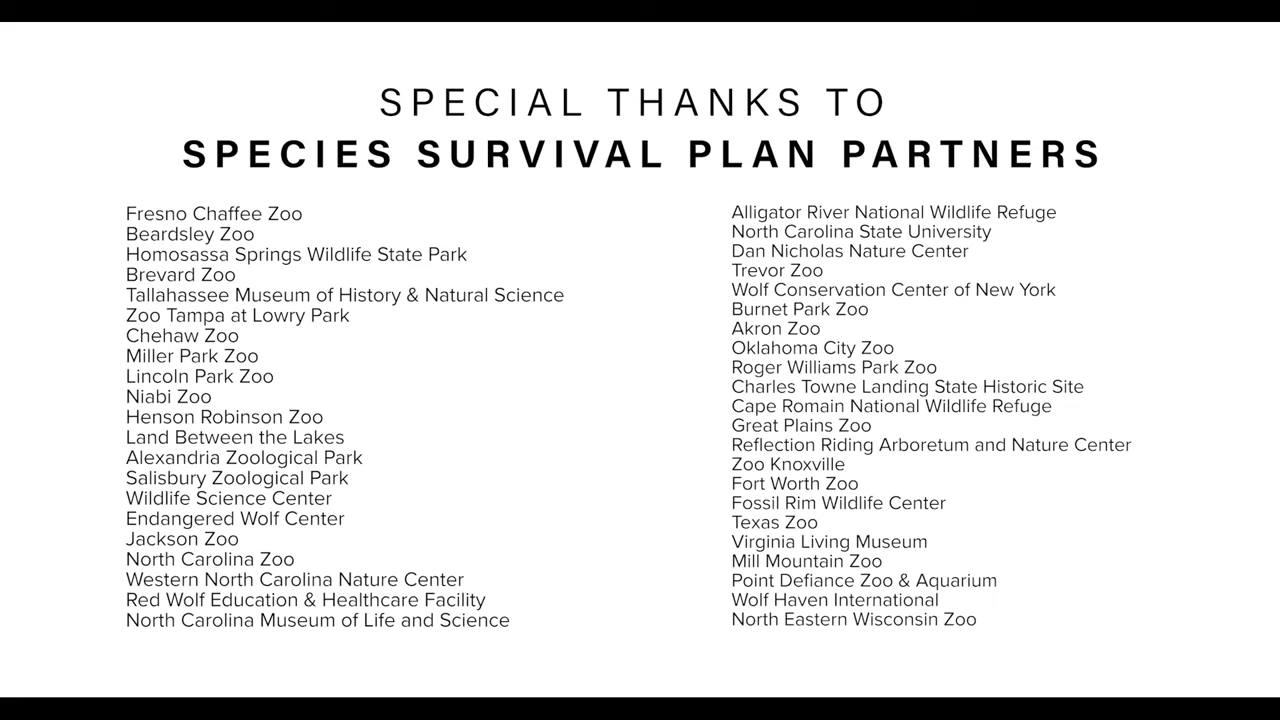 SPECIAL THANKS TO
SPECIES SURVIVAL PLAN PARTNERS
Fresno Chaffee Zoo
Beardsley Zoo
Homosassa Springs Wildlife State Park
Brevard Zoo
Tallahassee Museum of History & Natural Science
Zoo Tampa at Lowry Park
Chehaw Zoo
Miller Park Zoo
Lincoln Park Zoo
Niabi Zoo
Henson Robinson Zoo
Land Between the Lakes
Alexandria Zoological Park
Salisbury Zoological Park
Wildlife Science Center
Endangered Wolf Center
Jackson Zoo
North Carolina Zoo
Western North Carolina Nature Center
Red Wolf Education & Healthcare Facility
North Carolina Museum of Life and Science
Alligator River National Wildlife Refuge
North Carolina State University
Dan Nicholas Nature Center
Trevor Zoo
Wolf Conservation Center of New York
Burnet Park Zoo
Akron Zoo
Oklahoma City Zoo
Roger Williams Park Zoo
Charles Towne Landing State Historic Site
Cape Romain National Wildlife Refuge
Great Plains Zoo
Reflection Riding Arboretum and Nature Center
Zoo Knoxville
Fort Worth Zoo
Fossil Rim Wildlife Center
Texas Zoo
Virginia Living Museum
Mill Mountain Zoo
Point Defiance Zoo & Aquarium
Wolf Haven International
North Eastern Wisconsin Zoo